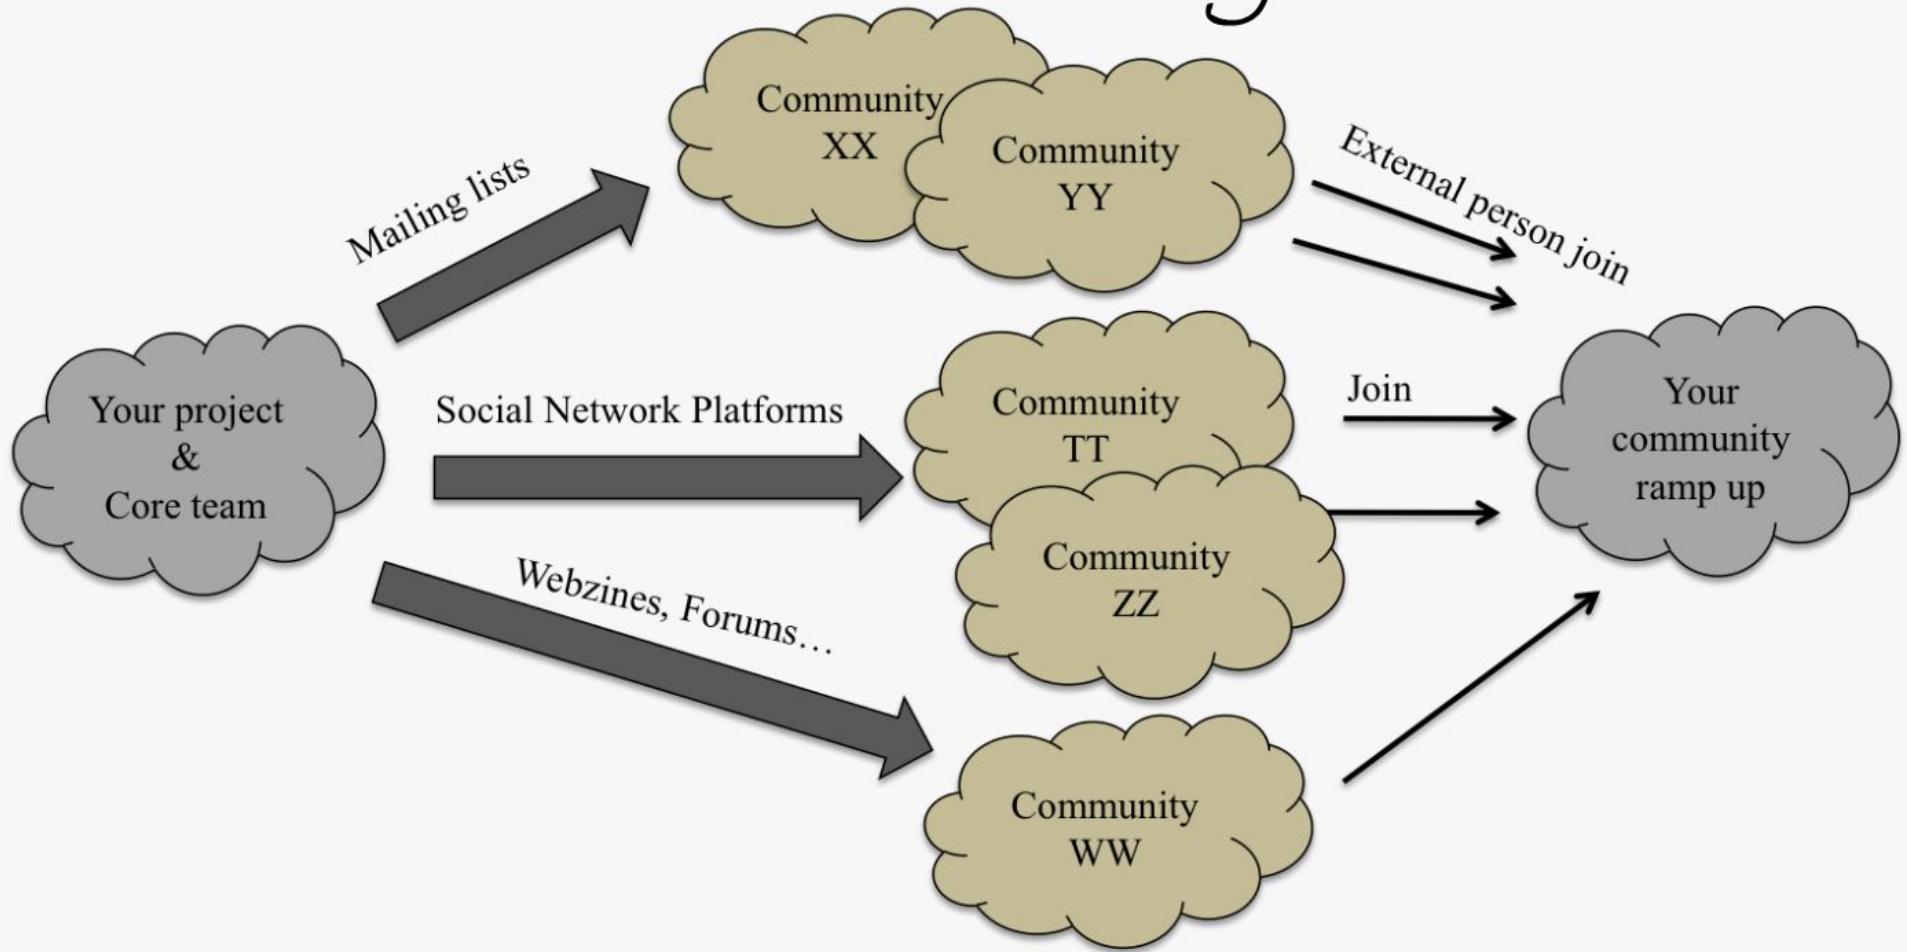 Community
XX
Community
YY
External person join
Mailing lists
Your project
&
Core team
Social Network Platforms
Community
TT
Join
Your
community
ramp up
Webzines, Forums…
Community
ZZ
Community
WW